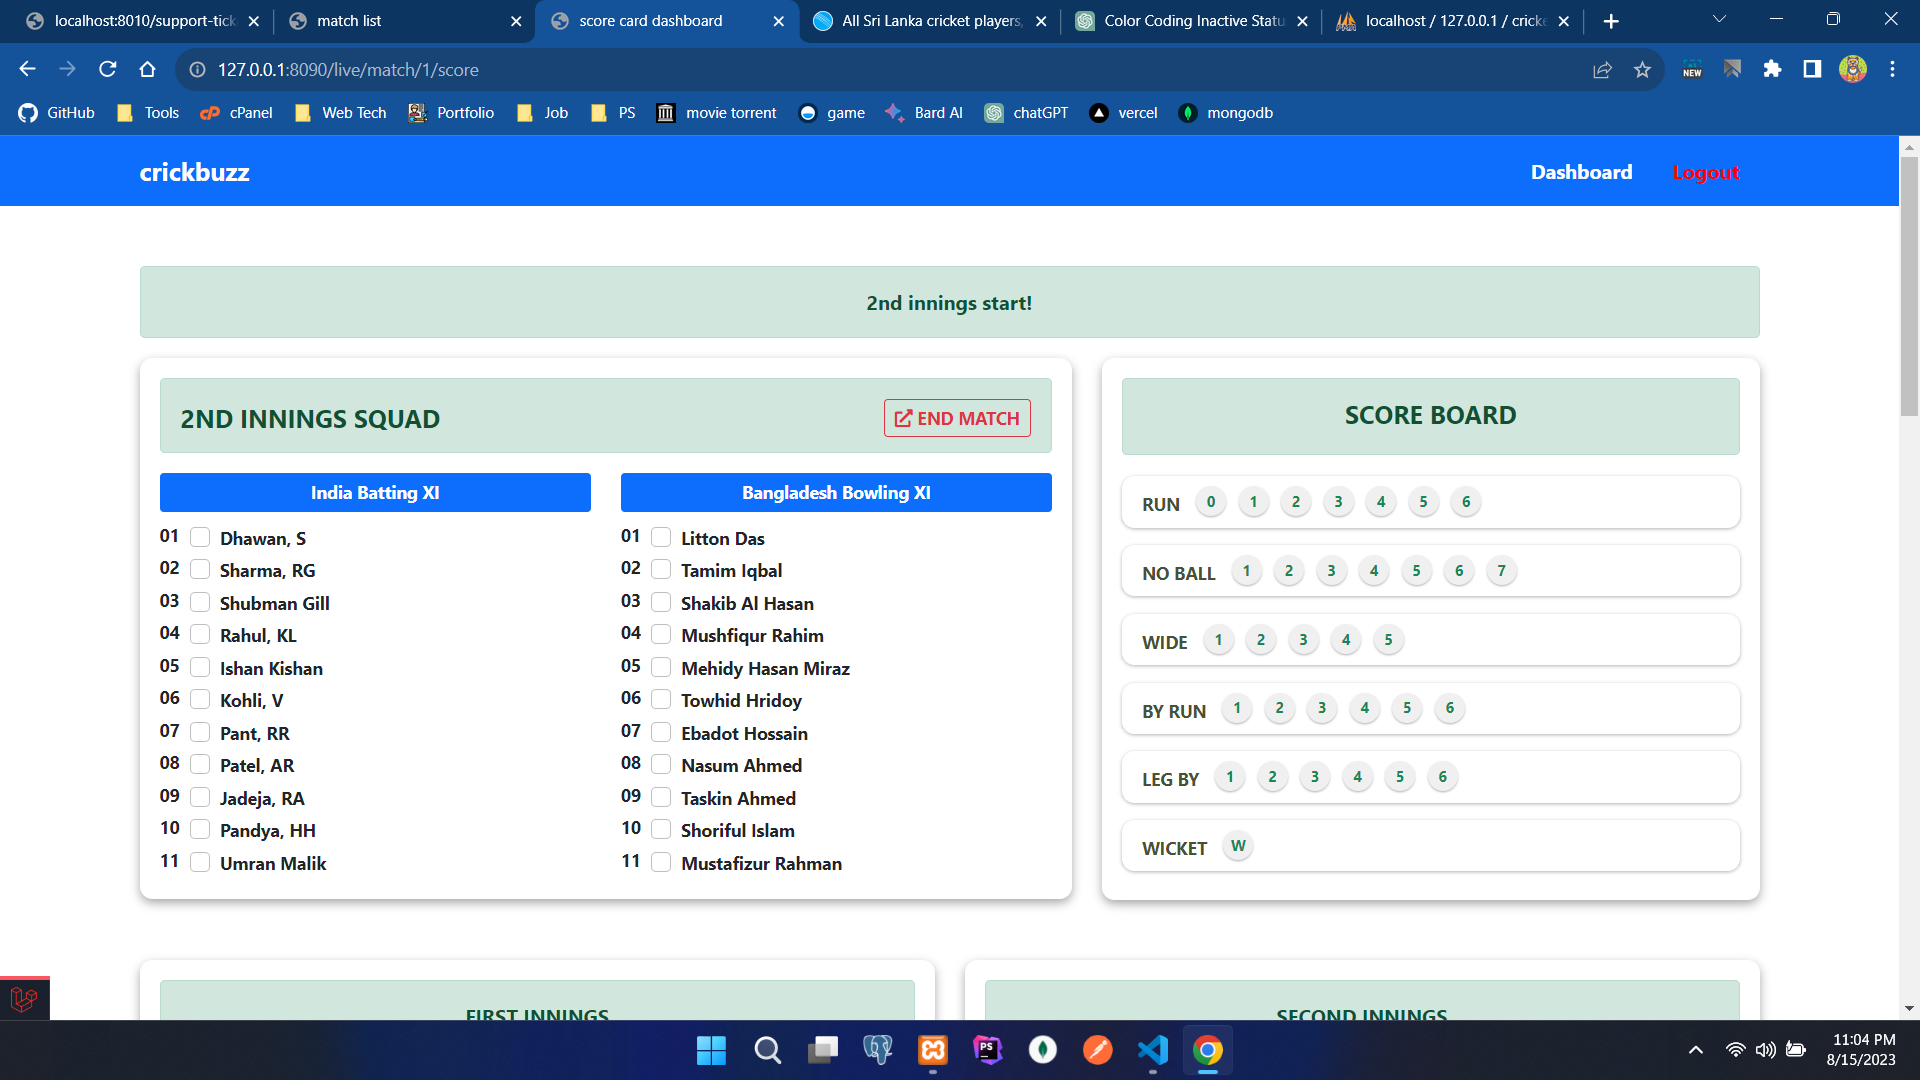 localhost:8010/support-tick
match list
score card dashboard
All Sri Lanka cricket players,
Color Coding Inactive Statu
localhost / 127.0.0.1 / cricke
127.0.0.1:8090/live/match/1/score
NEW
GitHub
Tools
cPanel
Web Tech
Portfolio
Job
PS
movie torrent
game
Bard AI
chatGPT
vercel
mongodb
crickbuzz
Dashboard
Logout
2nd innings start!
2ND INNINGS SQUAD
END MATCH
India Batting XI
01 Dhawan, S
02 Sharma, RG
03 Shubman Gill
04 Rahul, KL
05 Ishan Kishan
06 Kohli, V
07 Pant, RR
08 Patel, AR
09 Jadeja, RA
10 Pandya, HH
11 Umran Malik
Bangladesh Bowling XI
01 Litton Das
02 Tamim Iqbal
03 Shakib Al Hasan
04 Mushfiqur Rahim
05 Mehidy Hasan Miraz
06 Towhid Hridoy
07 Ebadot Hossain
08 Nasum Ahmed
09 Taskin Ahmed
10 Shoriful Islam
11 Mustafizur Rahman
SCORE BOARD
RUN 0 1 2 3 4 5 6
NO BALL 1 2 3 4 5 6 7
WIDE 1 2 3 4 5
BY RUN 1 2 3 4 5 6
LEG BY 1 2 3 4 5 6
WICKET W
FIRST INNINGS
SECOND INNINGS
PS
11:04 PM
8/15/2023